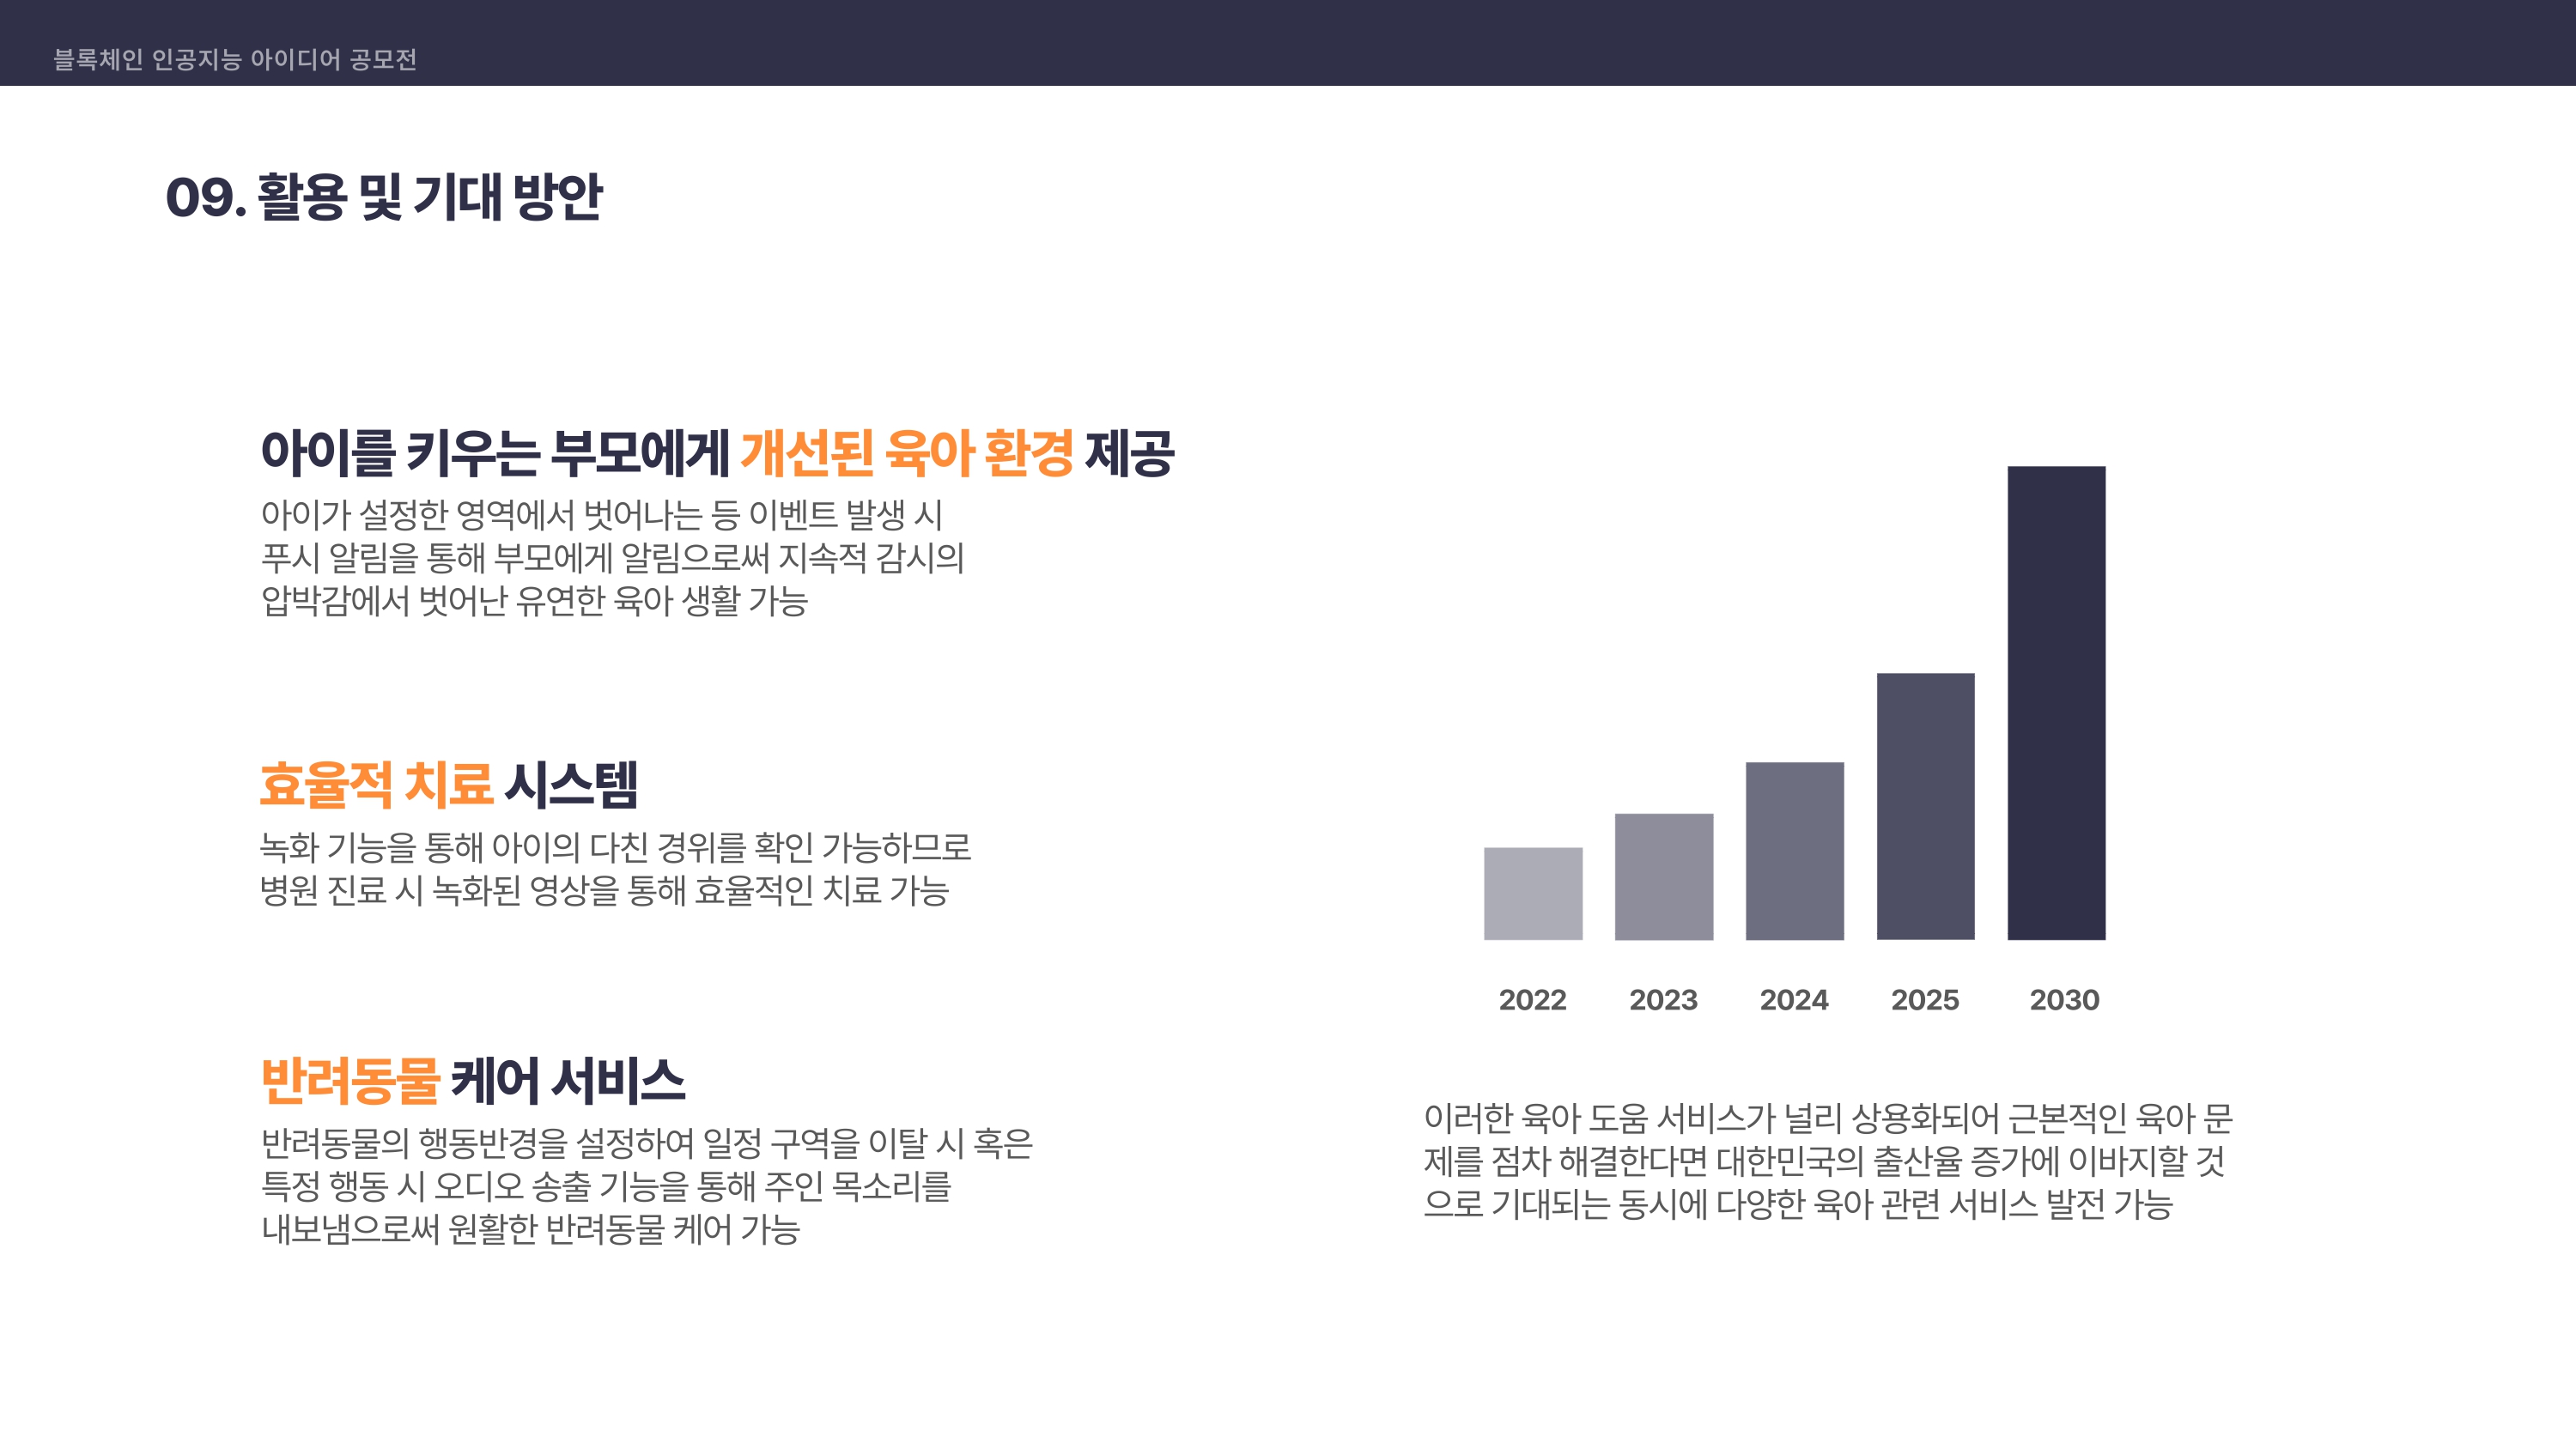 블록체인 인공지능 아이디어 공모전
09. 활용 및 기대 방안
아이를 키우는 부모에게 개선된 육아 환경 제공
아이가 설정한 영역에서 벗어나는 등 이벤트 발생 시
푸시 알림을 통해 부모에게 알림으로써 지속적 감시의
압박감에서 벗어난 유연한 육아 생활 가능
효율적 치료 시스템
녹화 기능을 통해 아이의 다친 경위를 확인 가능하므로
병원 진료 시 녹화된 영상을 통해 효율적인 치료 가능
반려동물 케어 서비스
반려동물의 행동반경을 설정하여 일정 구역을 이탈 시 혹은
특정 행동 시 오디오 송출 기능을 통해 주인 목소리를
내보냄으로써 원활한 반려동물 케어 가능
2022 2023 2024 2025 2030
이러한 육아 도움 서비스가 널리 상용화되어 근본적인 육아 문
제를 점차 해결한다면 대한민국의 출산율 증가에 이바지할 것
으로 기대되는 동시에 다양한 육아 관련 서비스 발전 가능